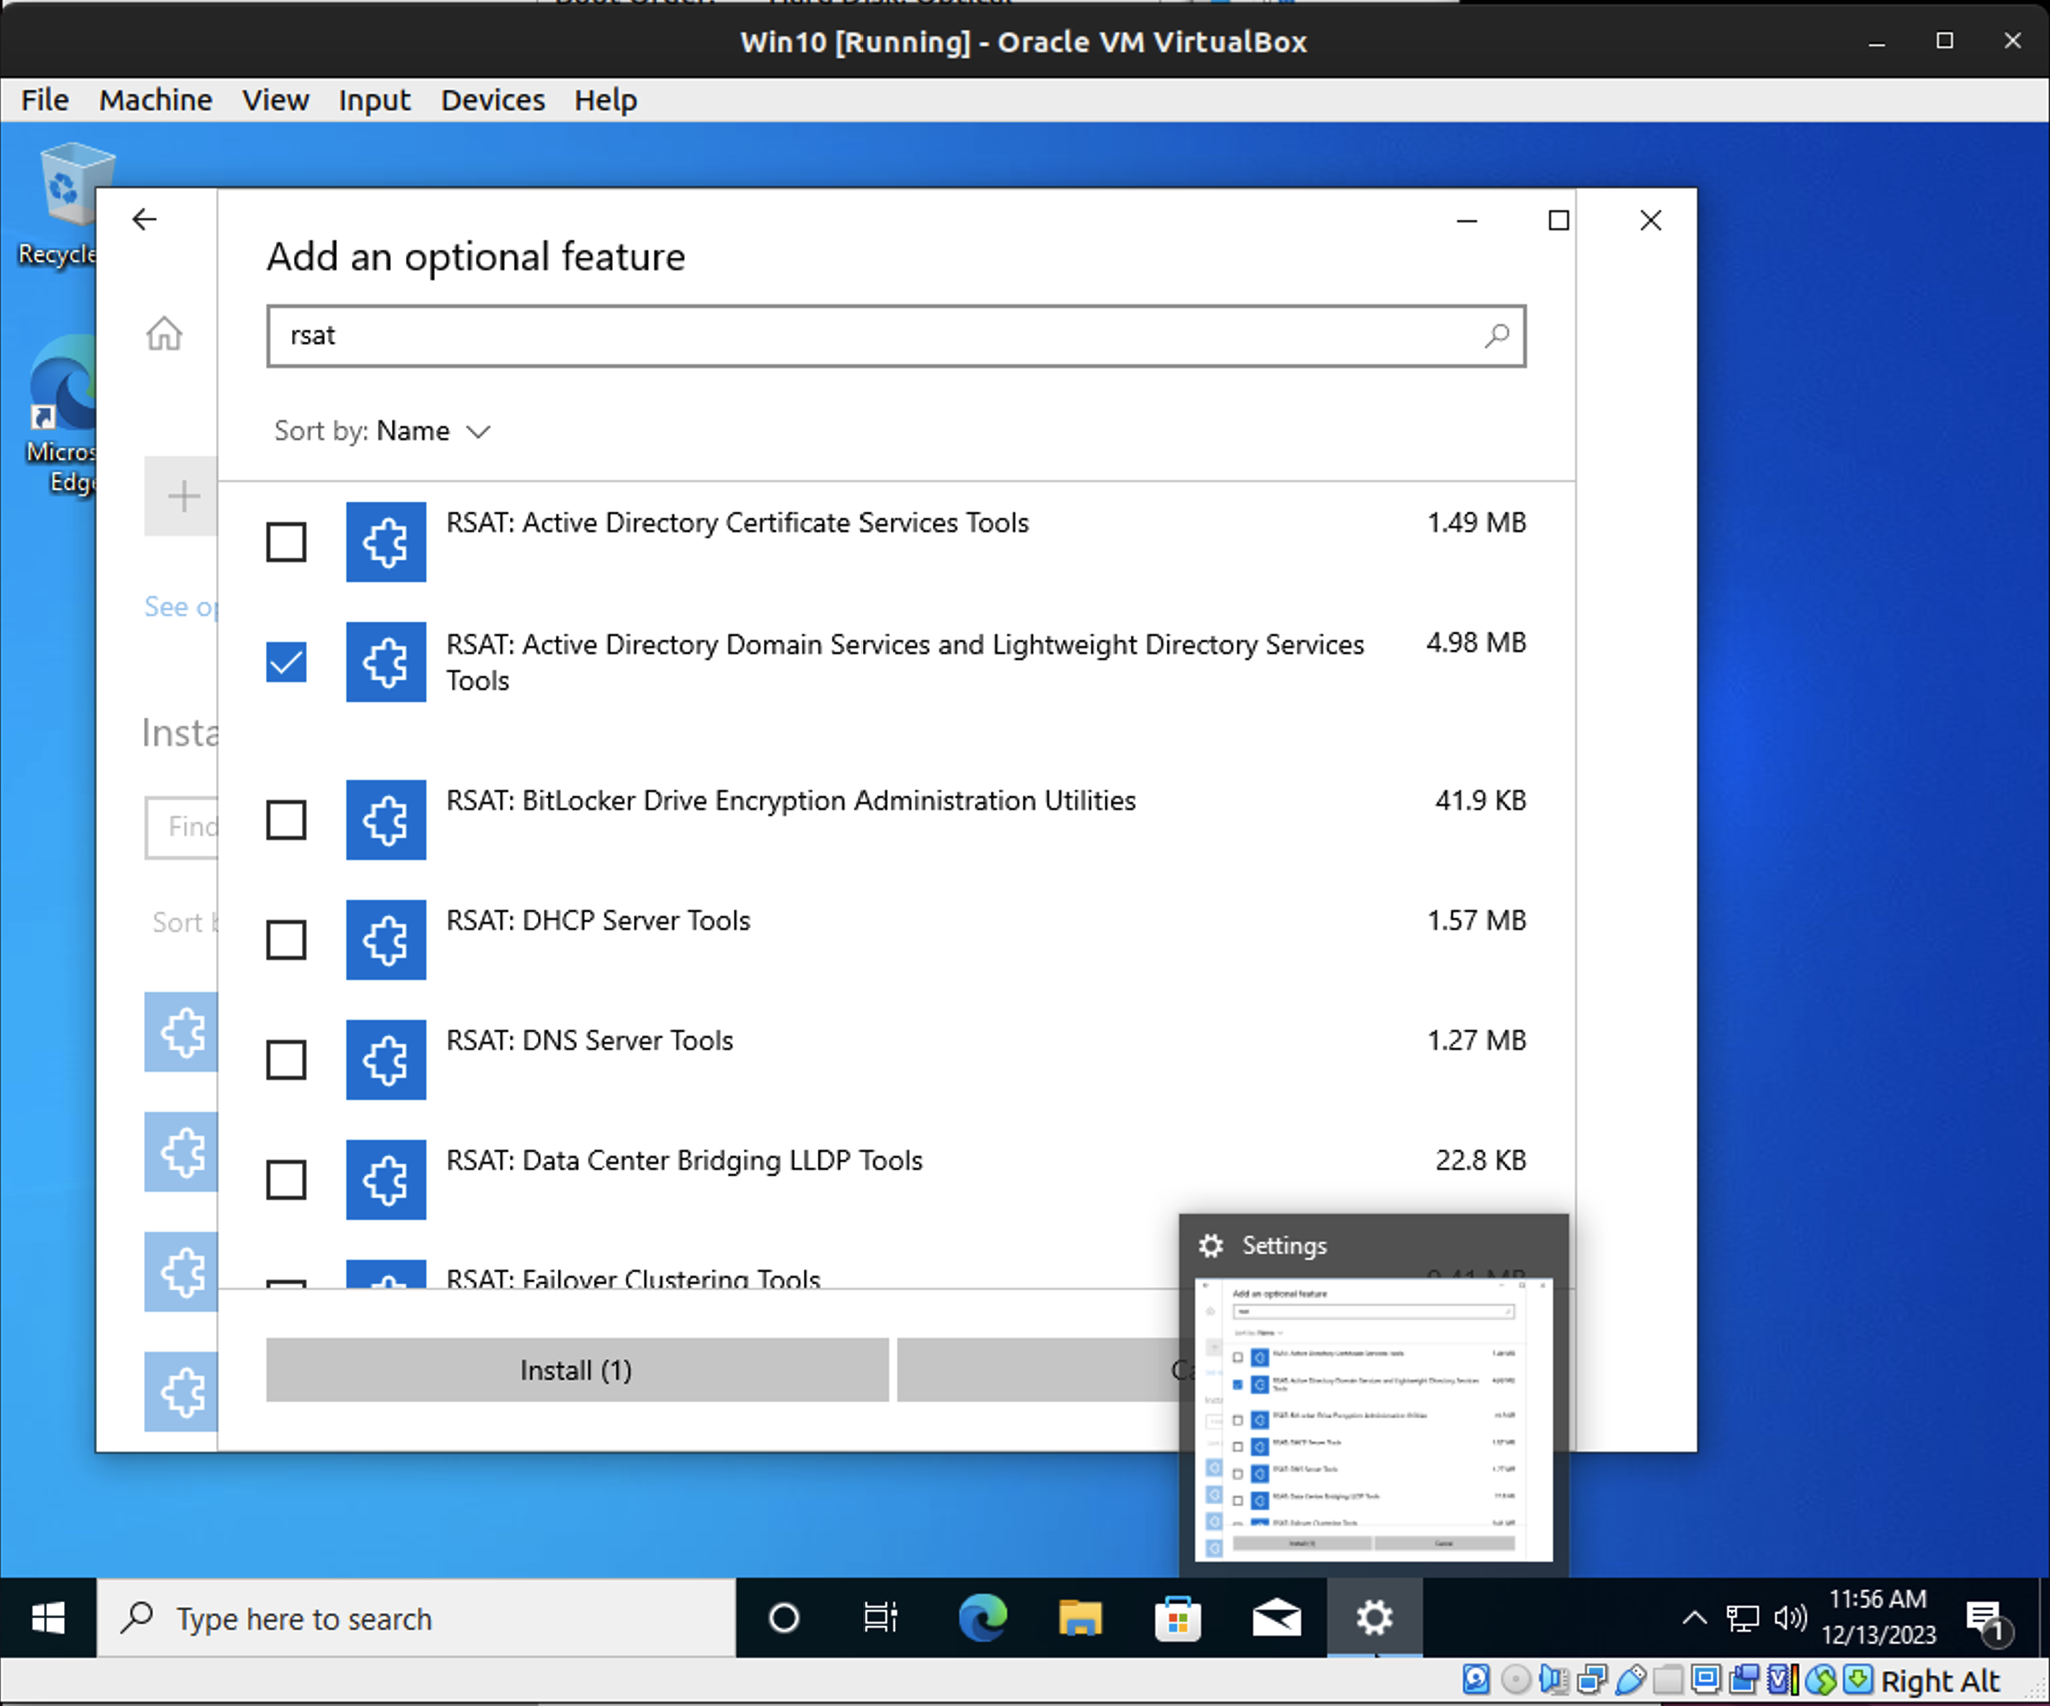 Win10 [Running] - Oracle VM VirtualBox
File Machine View Input Devices Help
Recycle
Micros
Edge
Add an optional feature
rsat
Sort by: Name
RSAT: Active Directory Certificate Services Tools 1.49 MB
See op
RSAT: Active Directory Domain Services and Lightweight Directory Services 4.98 MB
Tools
Insta
RSAT: BitLocker Drive Encryption Administration Utilities 41.9 KB
Find
RSAT: DHCP Server Tools 1.57 MB
Sort b
RSAT: DNS Server Tools 1.27 MB
RSAT: Data Center Bridging LLDP Tools 22.8 KB
RSAT: Failover Clustering Tools
Install (1)
Settings
Add an optional feature
Type here to search
11:56 AM
12/13/2023
1
Right Alt